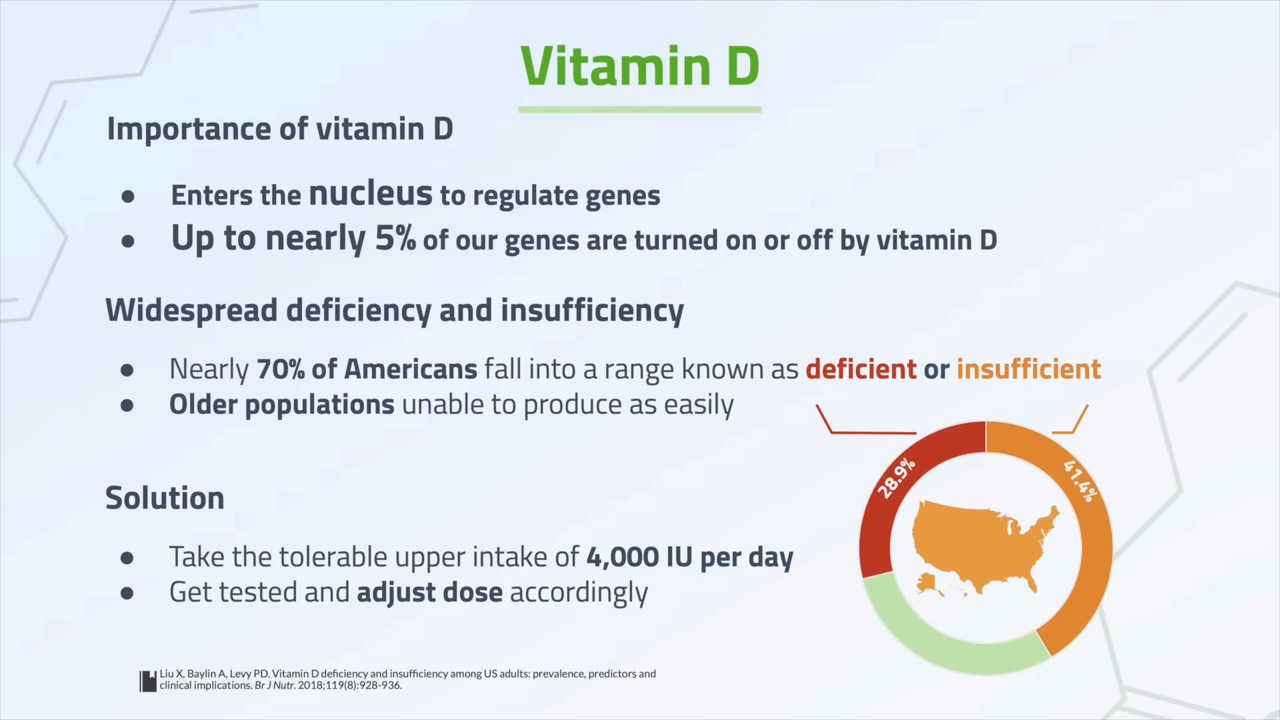 Vitamin D
Importance of vitamin D
● Enters the nucleus to regulate genes
● Up to nearly 5% of our genes are turned on or off by vitamin D
Widespread deficiency and insufficiency
● Nearly 70% of Americans fall into a range known as deficient or insufficient
● Older populations unable to produce as easily
28.9%
41.4%
Solution
● Take the tolerable upper intake of 4,000 IU per day
● Get tested and adjust dose accordingly
Liu X, Baylin A, Levy PD. Vitamin D deficiency and insufficiency among US adults: prevalence, predictors and
clinical implications. Br J Nutr. 2018;119(8):928-936.